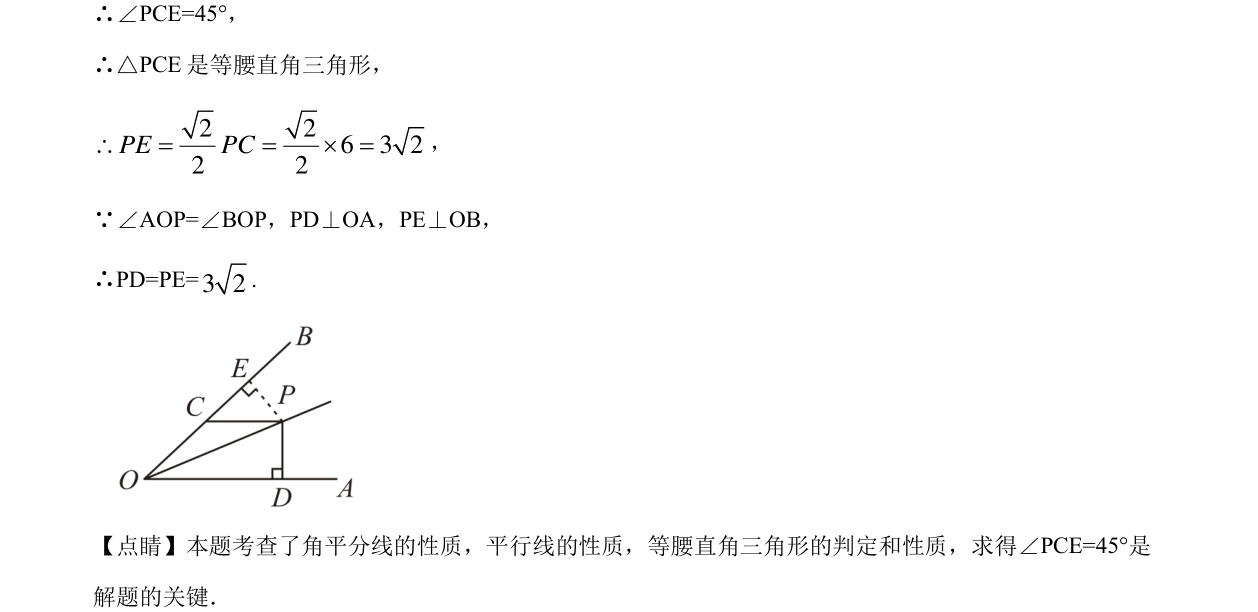 ∴∠PCE=45°，
∴△PCE 是等腰直角三角形，
∴ PE = √2/2 PC = √2/2 ×6 = 3√2，
∵∠AOP=∠BOP，PD⊥OA，PE⊥OB，
∴PD=PE= 3√2．
B
E
P
C
O
D
A
【点睛】本题考查了角平分线的性质，平行线的性质，等腰直角三角形的判定和性质，求得∠PCE=45°是
解题的关键．